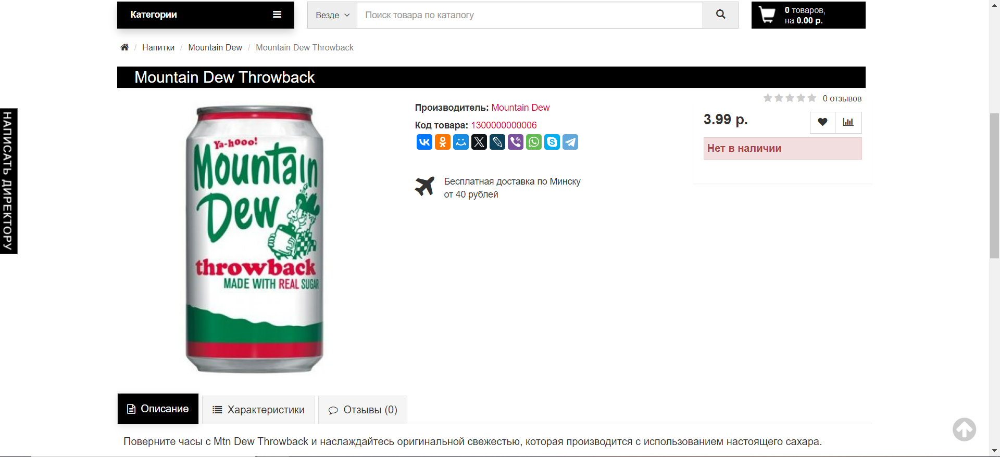 Категории
Везде
Поиск товара по каталогу
0 товаров,
на 0.00 р.
/ Напитки / Mountain Dew / Mountain Dew Throwback
Mountain Dew Throwback
НАПИСАТЬ ДИРЕКТОРУ
Ya-hooo!
Mountain
Dew
throwback
MADE WITH REAL SUGAR
Производитель: Mountain Dew
Код товара: 1300000000006
Бесплатная доставка по Минску
от 40 рублей
0 отзывов
3.99 р.
Нет в наличии
Описание
Характеристики
Отзывы (0)
Поверните часы с Mtn Dew Throwback и наслаждайтесь оригинальной свежестью, которая производится с использованием настоящего сахара.